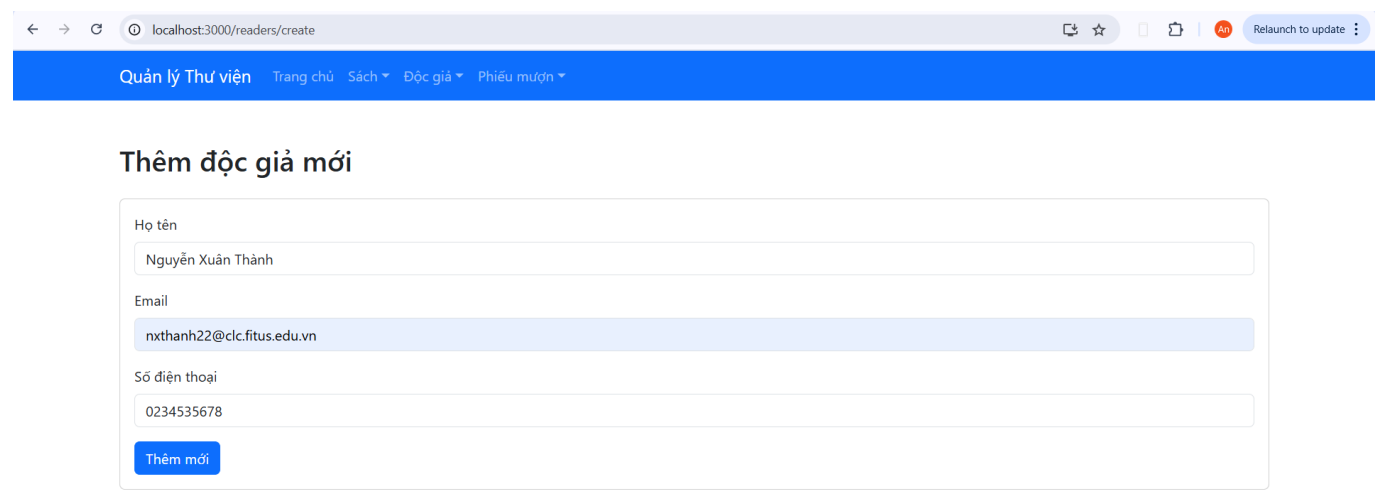 localhost:3000/readers/create
An
Relaunch to update
Quản lý Thư viện Trang chủ Sách Độc giả Phiếu mượn
Thêm độc giả mới
Họ tên
Nguyễn Xuân Thành
Email
nxthanh22@clc.fitus.edu.vn
Số điện thoại
0234535678
Thêm mới